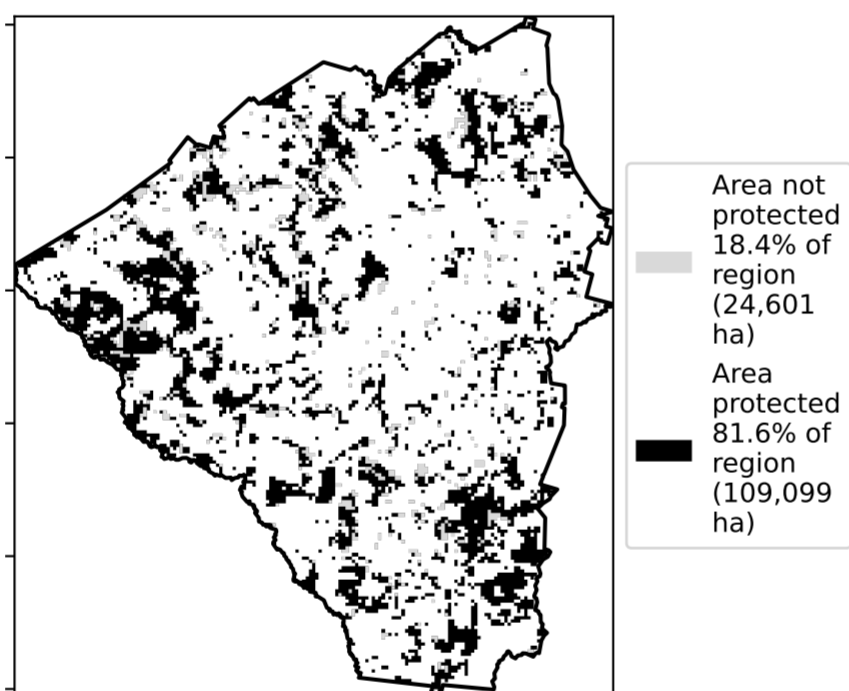 Area not
protected
18.4% of
region
(24,601
ha)
Area
protected
81.6% of
region
(109,099
ha)